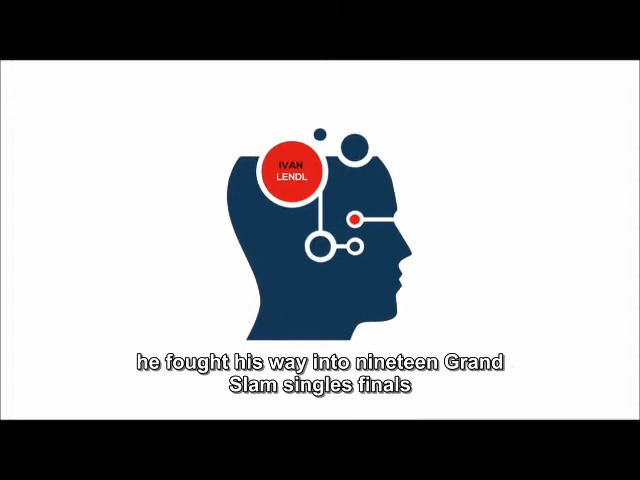 IVAN
LENDL
he fought his way into nineteen Grand
Slam singles finals